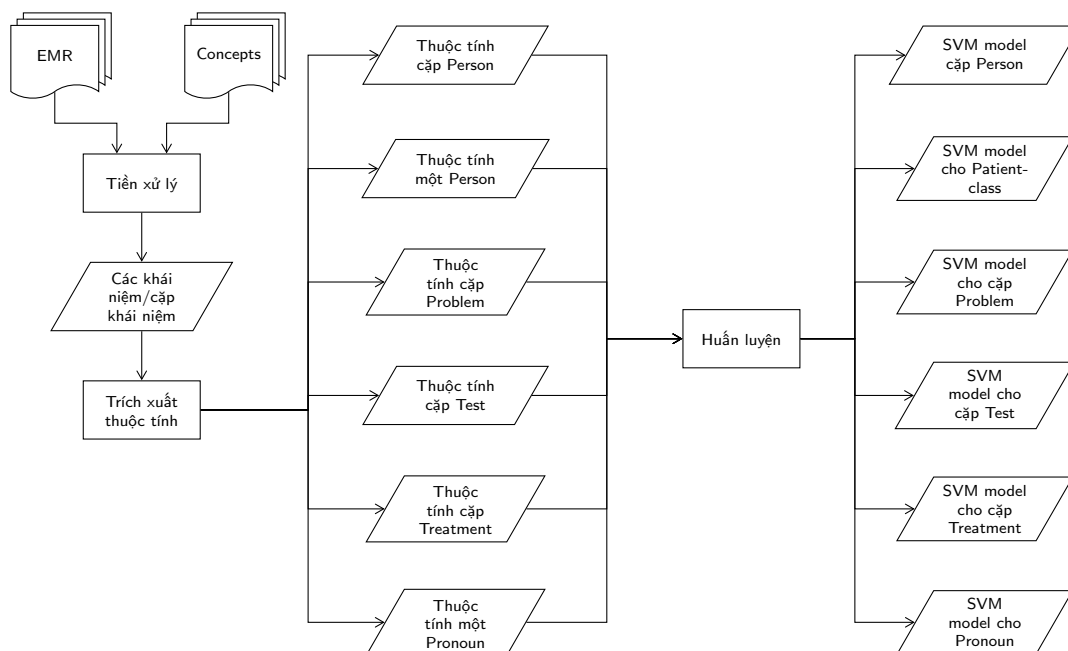 EMR
Concepts
Tiền xử lý
Các khái
niệm/cặp
khái niệm
Trích xuất
thuộc tính
Thuộc tính
cặp Person
Thuộc tính
một Person
Thuộc
tính cặp
Problem
Thuộc tính
cặp Test
Thuộc
tính cặp
Treatment
Thuộc
tính một
Pronoun
Huấn luyện
SVM model
cặp Person
SVM model
cho Patient-
class
SVM model
cho cặp
Problem
SVM
model cho
cặp Test
SVM model
cho cặp
Treatment
SVM
model cho
Pronoun